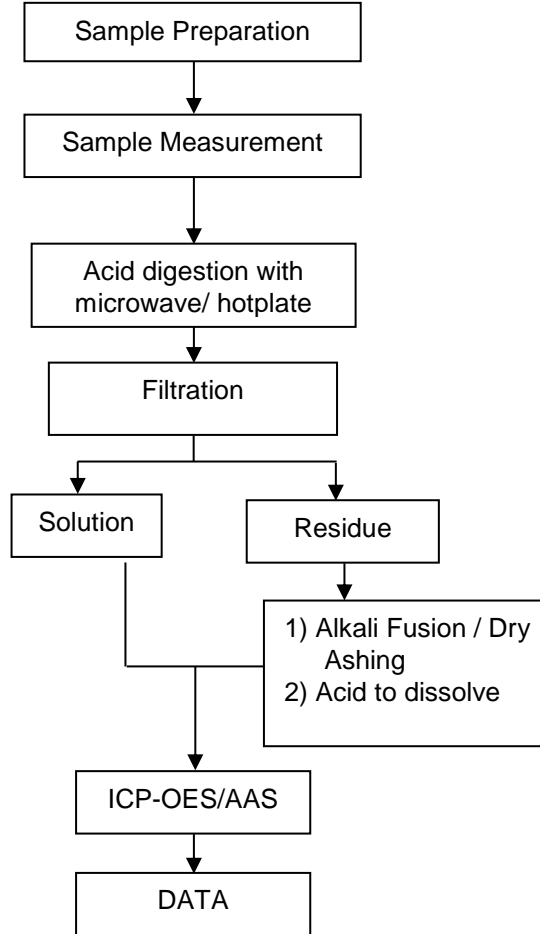 Sample Preparation
Sample Measurement
Acid digestion with
microwave/ hotplate
Filtration
Solution
Residue
1) Alkali Fusion / Dry
Ashing
2) Acid to dissolve
ICP-OES/AAS
DATA